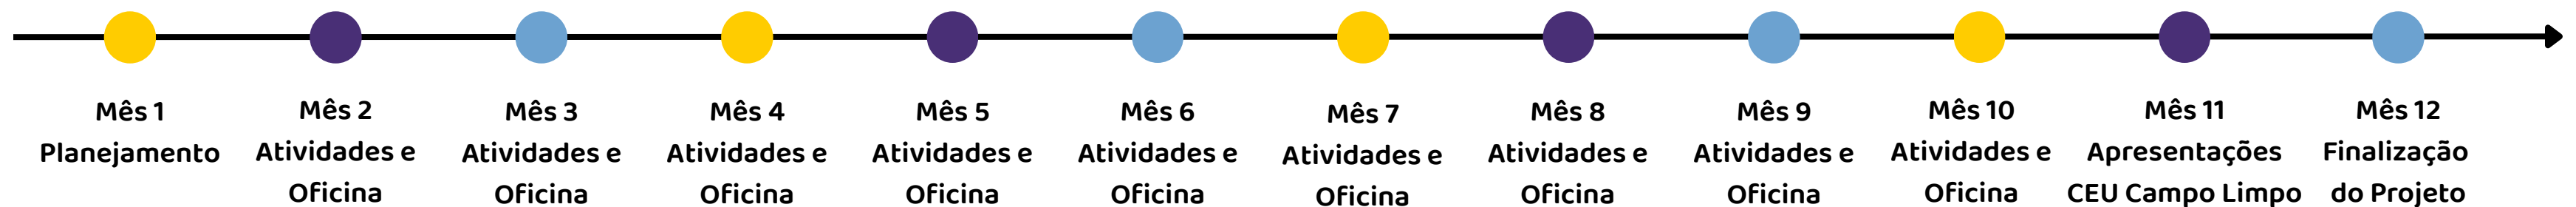 Mês 1
Planejamento
Mês 2
Atividades e
Oficina
Mês 3
Atividades e
Oficina
Mês 4
Atividades e
Oficina
Mês 5
Atividades e
Oficina
Mês 6
Atividades e
Oficina
Mês 7
Atividades e
Oficina
Mês 8
Atividades e
Oficina
Mês 9
Atividades e
Oficina
Mês 10
Atividades e
Oficina
Mês 11
Apresentações
CEU Campo Limpo
Mês 12
Finalização
do Projeto